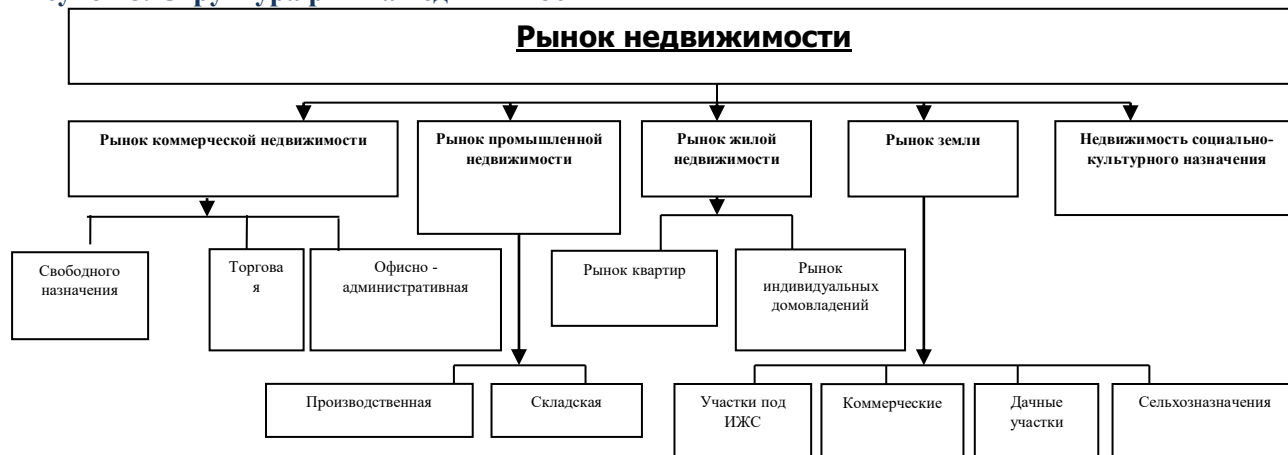 Рынок недвижимости
Рынок коммерческой недвижимости
Рынок промышленной
недвижимости
Рынок жилой
недвижимости
Рынок земли
Недвижимость социально-
культурного назначения
Свободного
назначения
Торгова
я
Офисно -
административная
Рынок квартир
Рынок
индивидуальных
домовладений
Производственная
Складская
Участки под
ИЖС
Коммерческие
Дачные
участки
Сельхозназначения